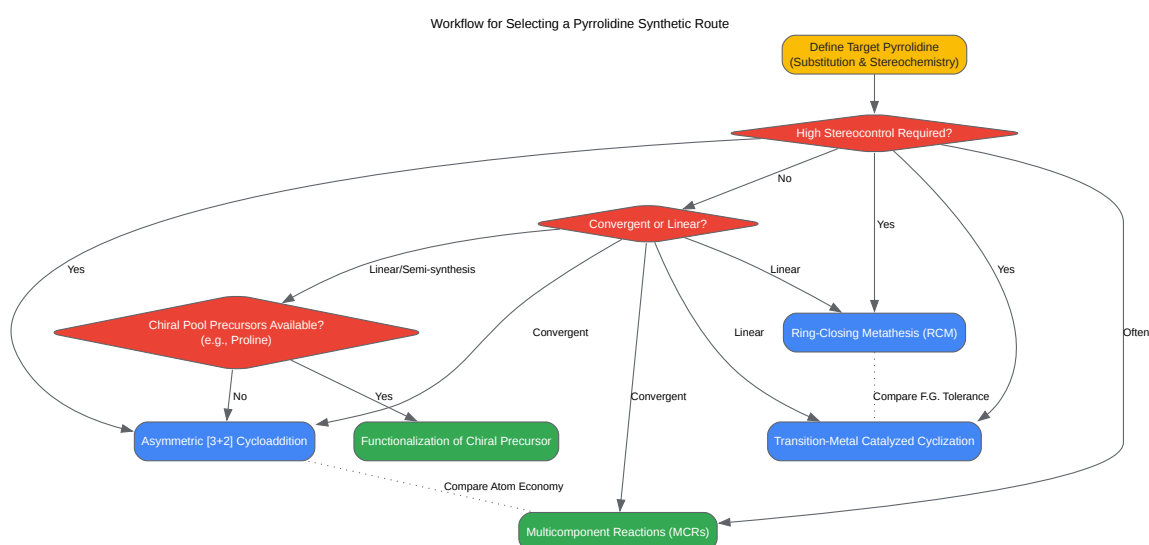 Workflow for Selecting a Pyrrolidine Synthetic Route
Define Target Pyrrolidine
(Substitution & Stereochemistry)
High Stereocontrol Required?
No
Convergent or Linear?
Yes
Yes
Linear/Semi-synthesis
Linear
Yes
Chiral Pool Precursors Available?
(e.g., Proline)
Convergent
Linear
Ring-Closing Metathesis (RCM)
Often
No
Yes
Convergent
Compare F.G. Tolerance
Asymmetric [3+2] Cycloaddition
Functionalization of Chiral Precursor
Transition-Metal Catalyzed Cyclization
Compare Atom Economy
Multicomponent Reactions (MCRs)